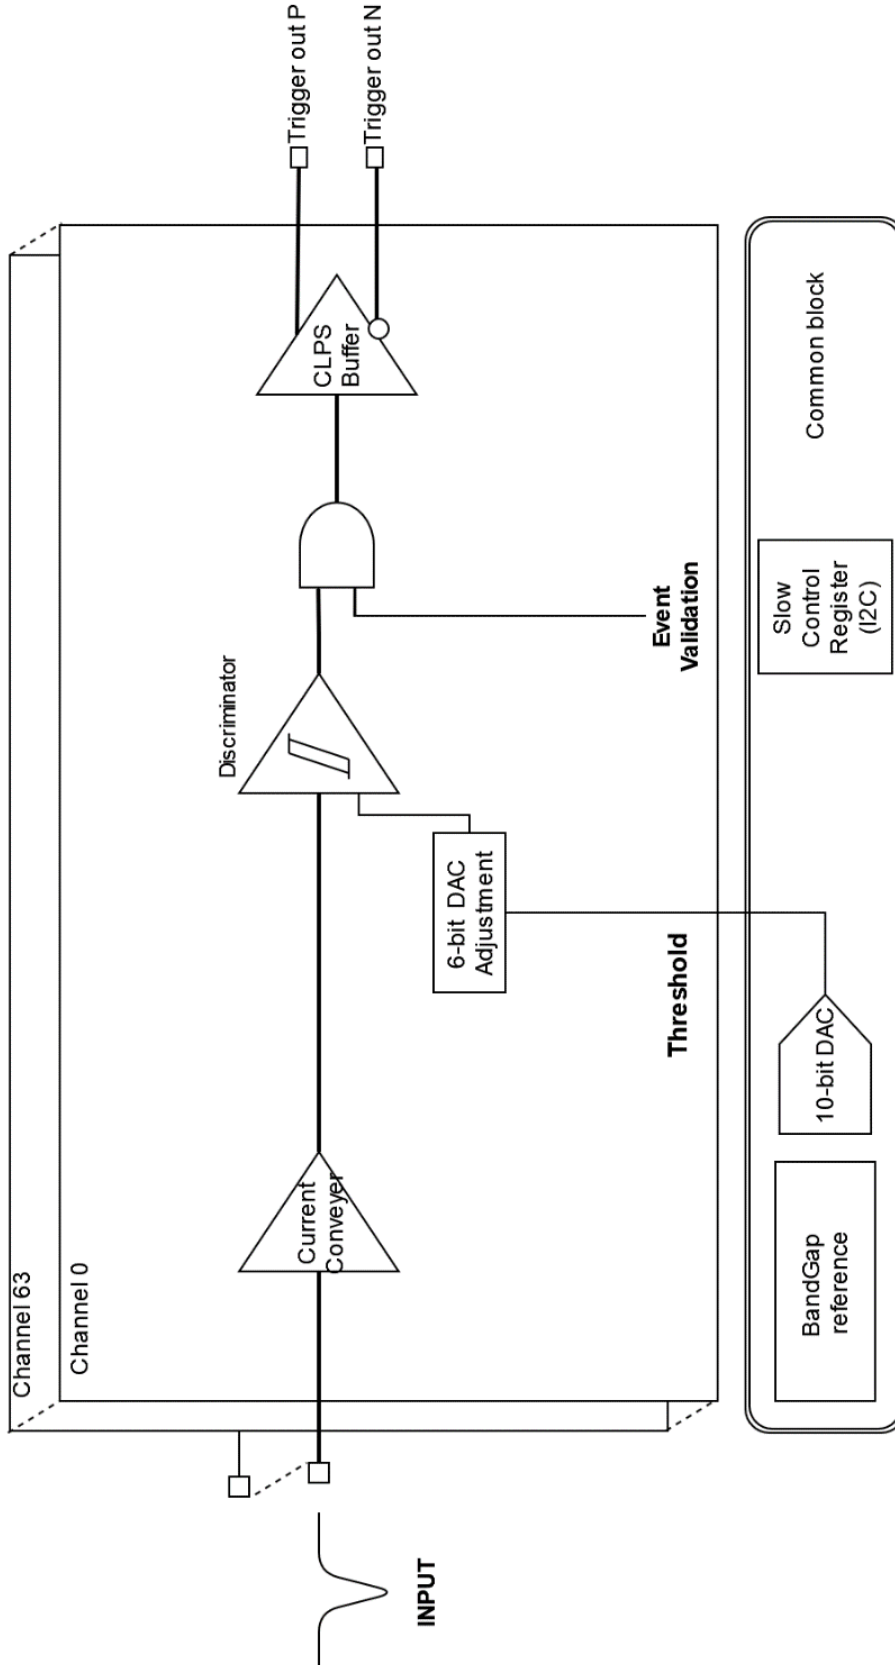 Channel 63
Channel 0
INPUT
Current
Conveyer
Discriminator
6-bit DAC
Adjustment
Threshold
Event
Validation
CLPS
Buffer
Trigger out P
Trigger out N
BandGap
reference
10-bit DAC
Slow
Control
Register
(I2C)
Common block